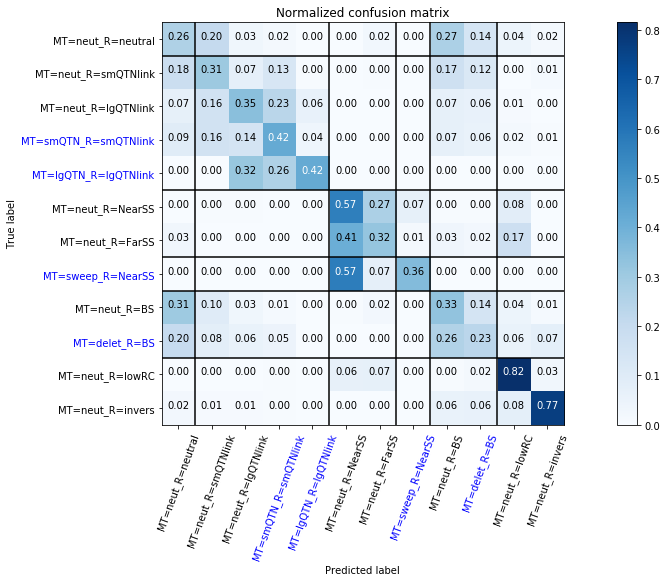 Normalized confusion matrix
True label
MT=neut_R=neutral 0.26 0.20 0.03 0.02 0.00 0.00 0.02 0.00 0.27 0.14 0.04 0.02
MT=neut_R=smQTNlink 0.18 0.31 0.07 0.13 0.00 0.00 0.00 0.00 0.17 0.12 0.00 0.01
MT=neut_R=lgQTNlink 0.07 0.16 0.35 0.23 0.06 0.00 0.00 0.00 0.07 0.06 0.01 0.00
MT=smQTN_R=smQTNlink 0.09 0.16 0.14 0.42 0.04 0.00 0.00 0.00 0.07 0.06 0.02 0.01
MT=lgQTN_R=lgQTNlink 0.00 0.00 0.32 0.26 0.42 0.00 0.00 0.00 0.00 0.00 0.00 0.00
MT=neut_R=NearSS 0.00 0.00 0.00 0.00 0.00 0.57 0.27 0.07 0.00 0.00 0.08 0.00
MT=neut_R=FarSS 0.03 0.00 0.00 0.00 0.00 0.41 0.32 0.01 0.03 0.02 0.17 0.00
MT=sweep_R=NearSS 0.00 0.00 0.00 0.00 0.00 0.57 0.07 0.36 0.00 0.00 0.00 0.00
MT=neut_R=BS 0.31 0.10 0.03 0.01 0.00 0.00 0.02 0.00 0.33 0.14 0.04 0.01
MT=delet_R=BS 0.20 0.08 0.06 0.05 0.00 0.00 0.00 0.00 0.26 0.23 0.06 0.07
MT=neut_R=lowRC 0.00 0.00 0.00 0.00 0.00 0.06 0.07 0.00 0.00 0.02 0.82 0.03
MT=neut_R=invers 0.02 0.01 0.01 0.00 0.00 0.00 0.00 0.00 0.06 0.06 0.08 0.77
MT=neut_R=neutral
MT=neut_R=smQTNlink
MT=neut_R=lgQTNlink
MT=smQTN_R=smQTNlink
MT=lgQTN_R=lgQTNlink
MT=neut_R=NearSS
MT=neut_R=FarSS
MT=sweep_R=NearSS
MT=neut_R=BS
MT=delet_R=BS
MT=neut_R=lowRC
MT=neut_R=invers
Predicted label
0.8
0.7
0.6
0.5
0.4
0.3
0.2
0.1
0.0